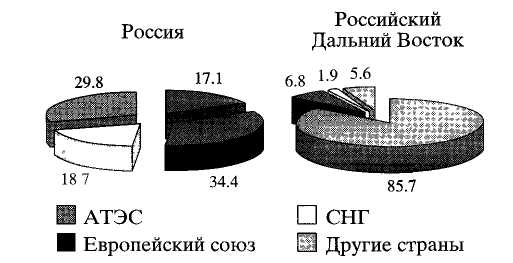 Россия
Российский
Дальний Восток
29.8
17.1
18 7
34.4
6.8
1.9
5.6
85.7
АТЭС
СНГ
Европейский союз
Другие страны